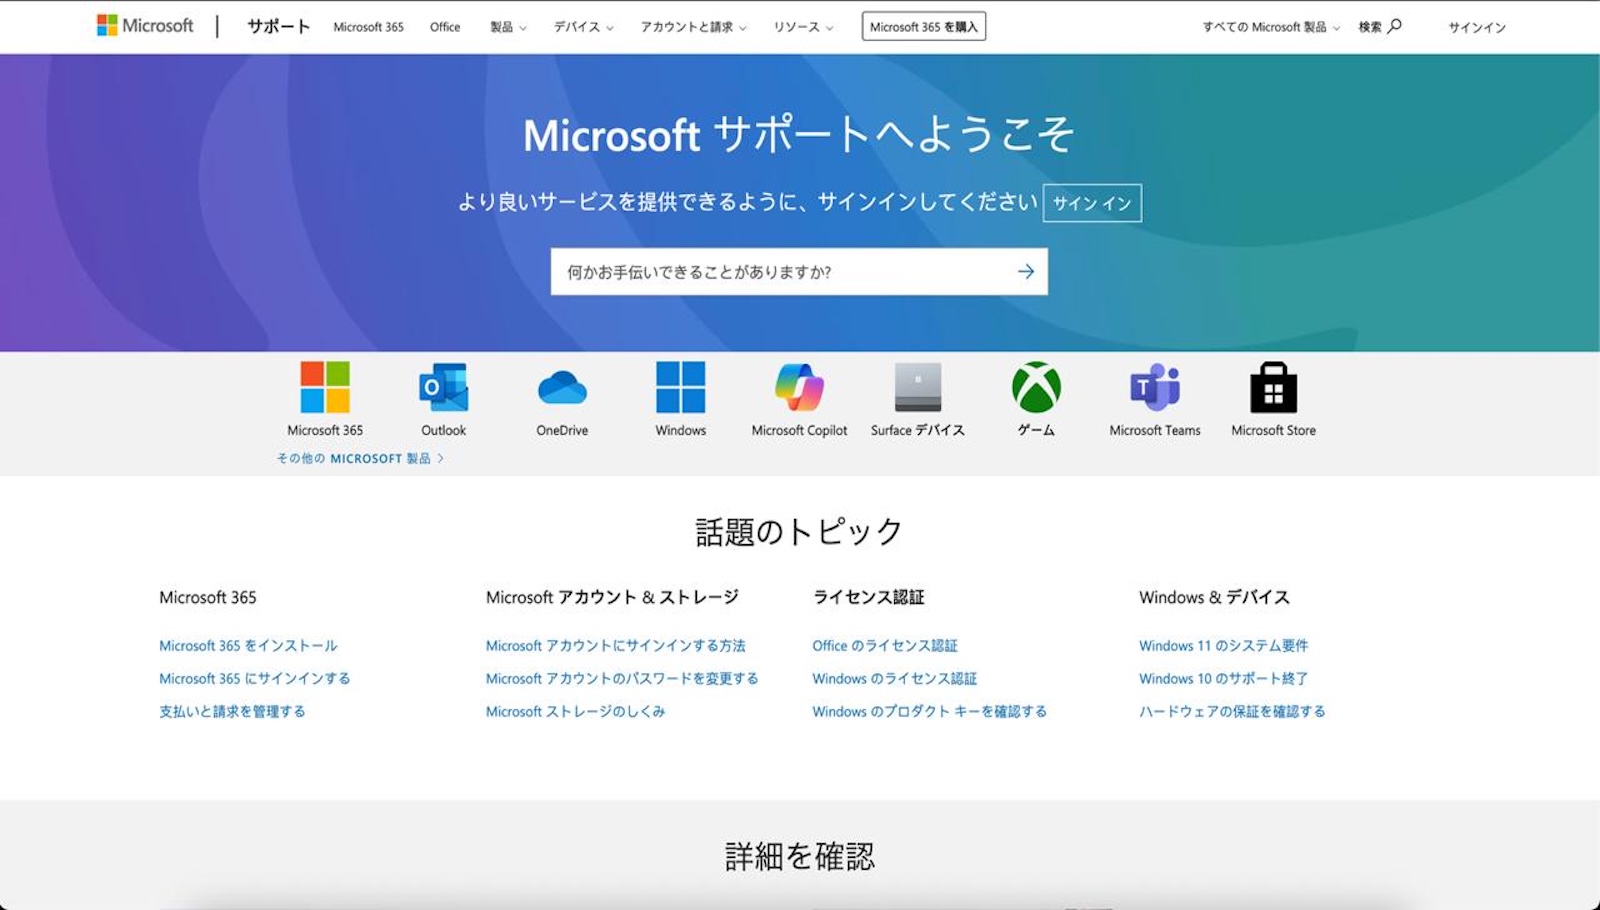 Microsoft サポート Microsoft 365 Office 製品 デバイス アカウントと請求 リソース Microsoft 365 を購入 すべての Microsoft 製品 検索 サインイン
Microsoft サポートへようこそ
より良いサービスを提供できるように、サインインしてください サイン イン
何かお手伝いできることがありますか?
Microsoft 365 Outlook OneDrive Windows Microsoft Copilot Surface デバイス ゲーム Microsoft Teams Microsoft Store
その他の MICROSOFT 製品
話題のトピック
Microsoft 365
Microsoft 365 をインストール
Microsoft 365 にサインインする
支払いと請求を管理する
Microsoft アカウント & ストレージ
Microsoft アカウントにサインインする方法
Microsoft アカウントのパスワードを変更する
Microsoft ストレージのしくみ
ライセンス認証
Office のライセンス認証
Windows のライセンス認証
Windows のプロダクト キーを確認する
Windows & デバイス
Windows 11 のシステム要件
Windows 10 のサポート終了
ハードウェアの保証を確認する
詳細を確認